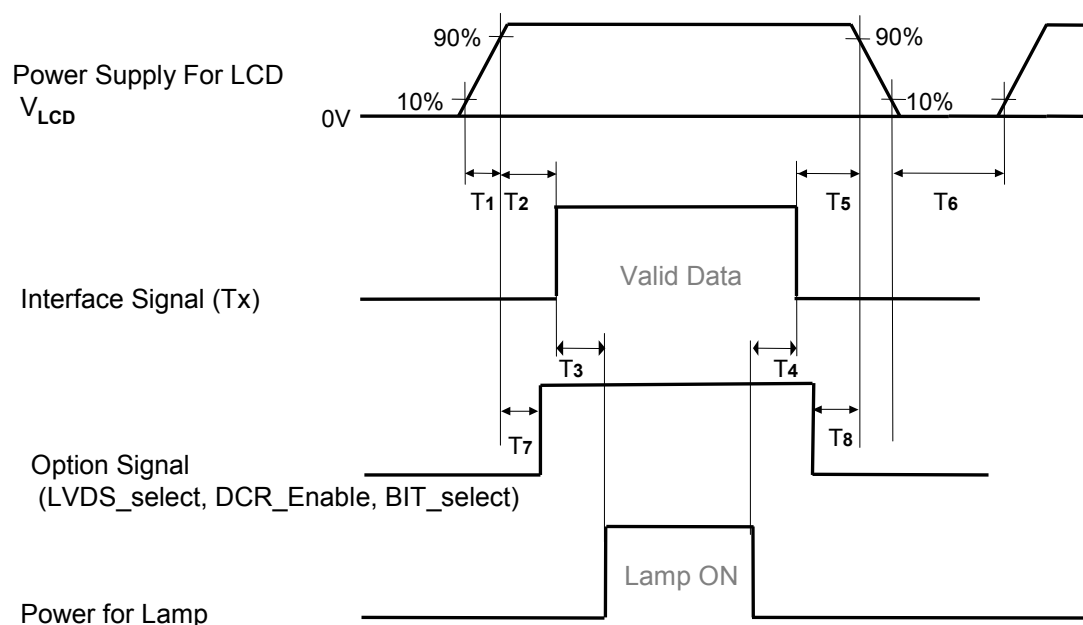 90%
90%
Power Supply For LCD
VLCD
10%
10%
0V
T1
T2
T5
T6
Valid Data
Interface Signal (Tx)
T3
T4
T7
T8
Option Signal
(LVDS_select, DCR_Enable, BIT_select)
Lamp ON
Power for Lamp